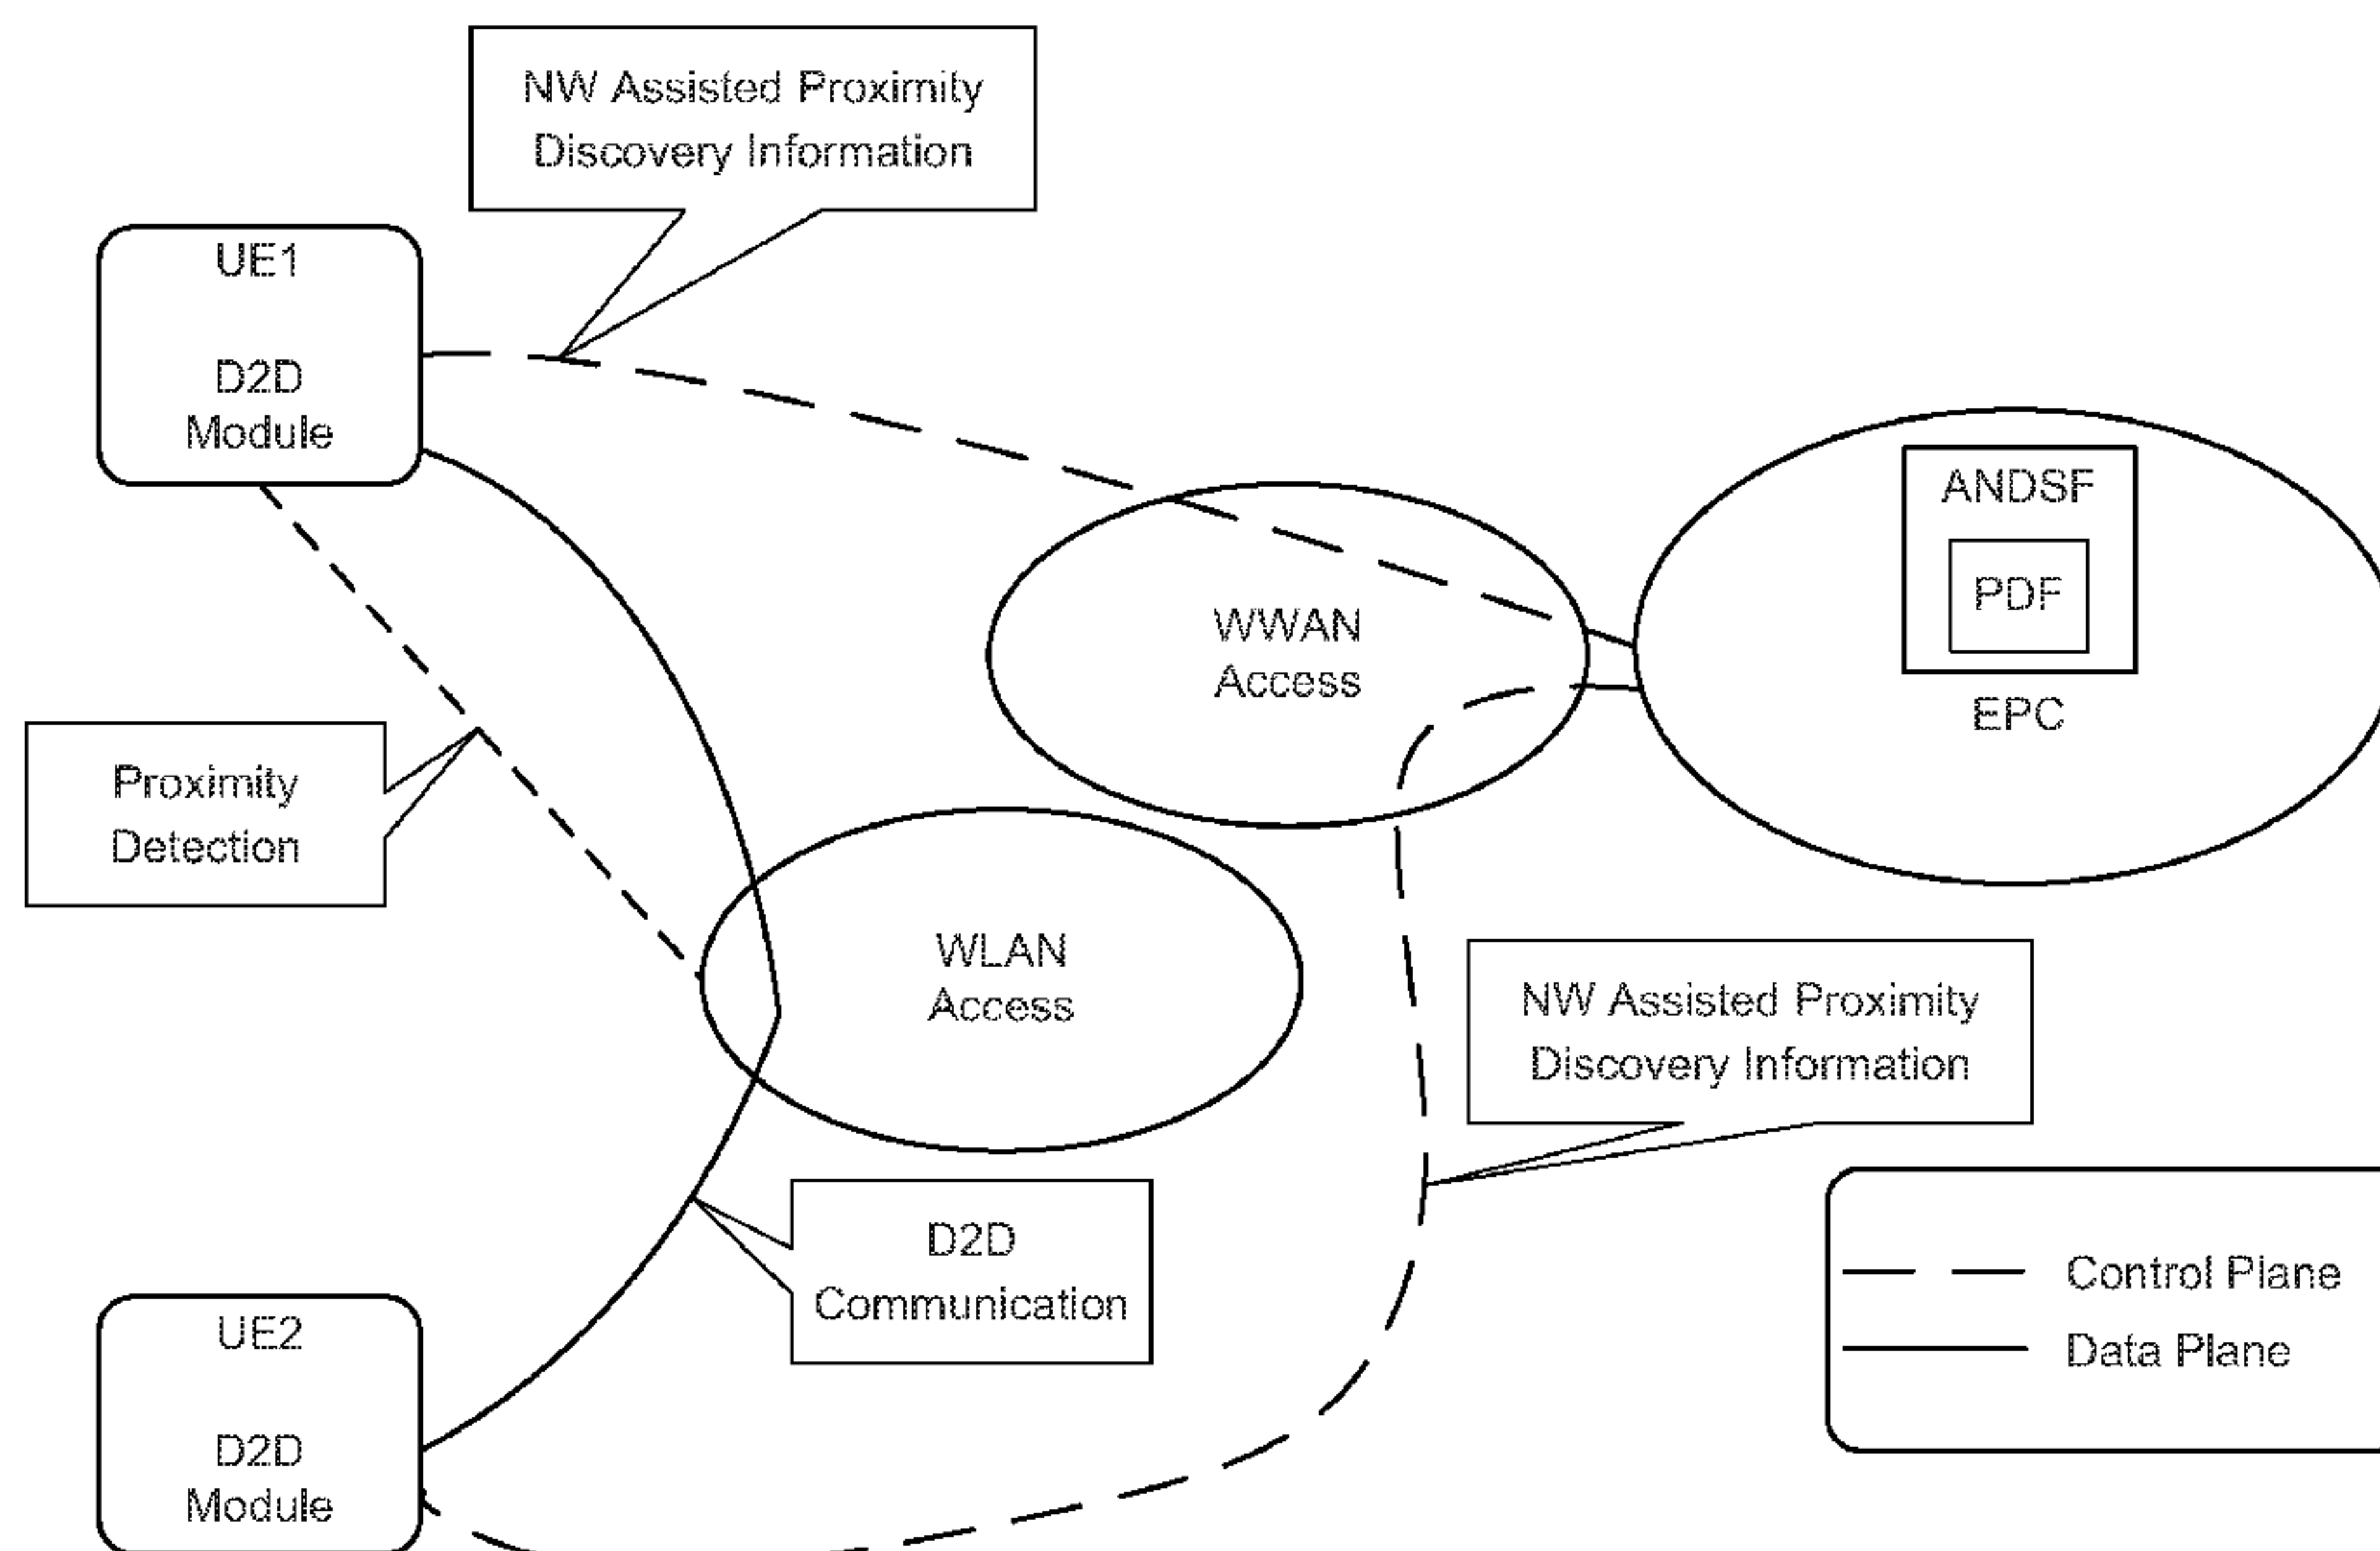 NW Assisted Proximity
Discovery Information
UE1
D2D
Module
ANDSF
PDF
EPC
WWAN
Access
Proximity
Detection
WLAN
Access
NW Assisted Proximity
Discovery Information
D2D
Communication
Control Plane
Data Plane
UE2
D2D
Module